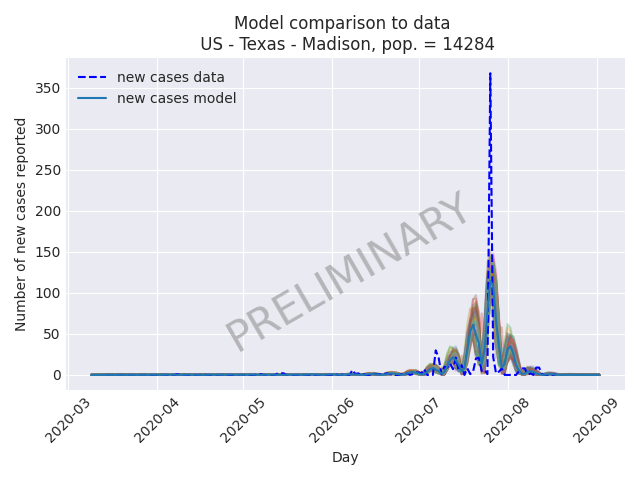 Model comparison to data
US - Texas - Madison, pop. = 14284
new cases data
new cases model
PRELIMINARY
Number of new cases reported
350
300
250
200
150
100
50
0
2020-03
2020-04
2020-05
2020-06
2020-07
2020-08
2020-09
Day